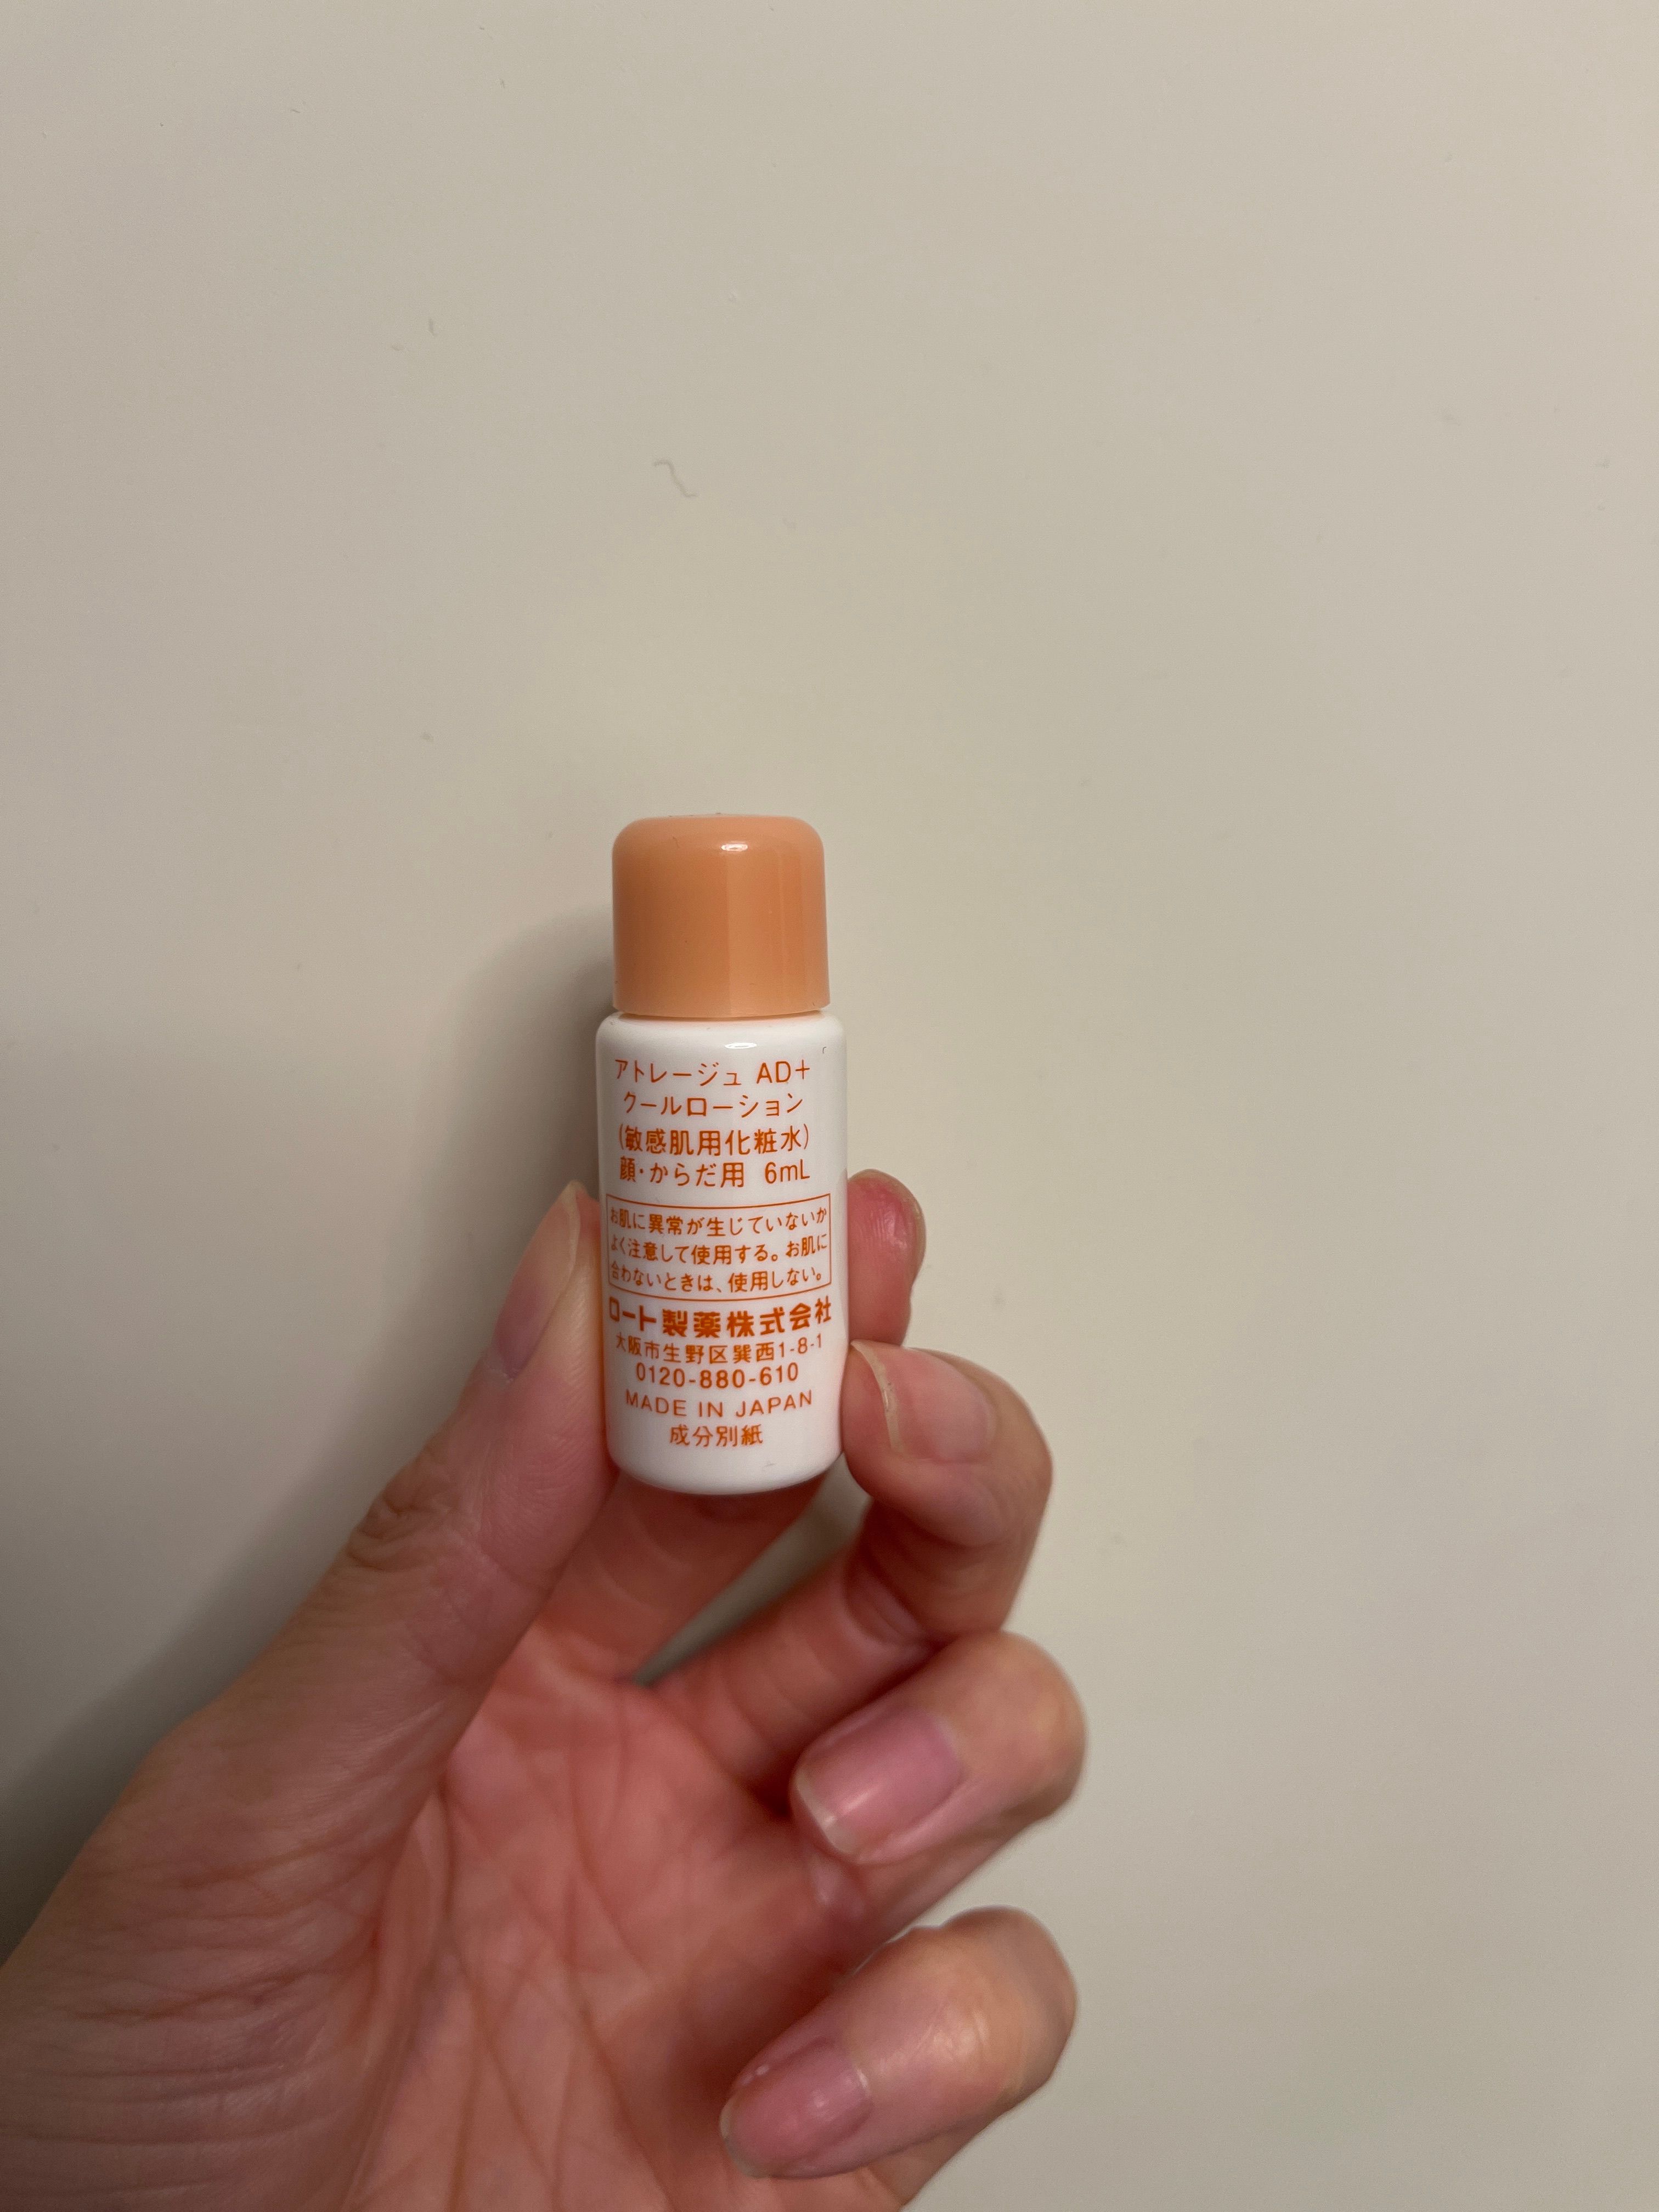 アトレージュ AD+
クールローション
(敏感肌用化粧水)
顔・からだ用 6mL
お肌に異常が生じていないか
よく注意して使用する。お肌に
合わないときは、使用しない。
ロート製薬株式会社
大阪市生野区巽西1-8-1
0120-880-610
MADE IN JAPAN
成分別紙